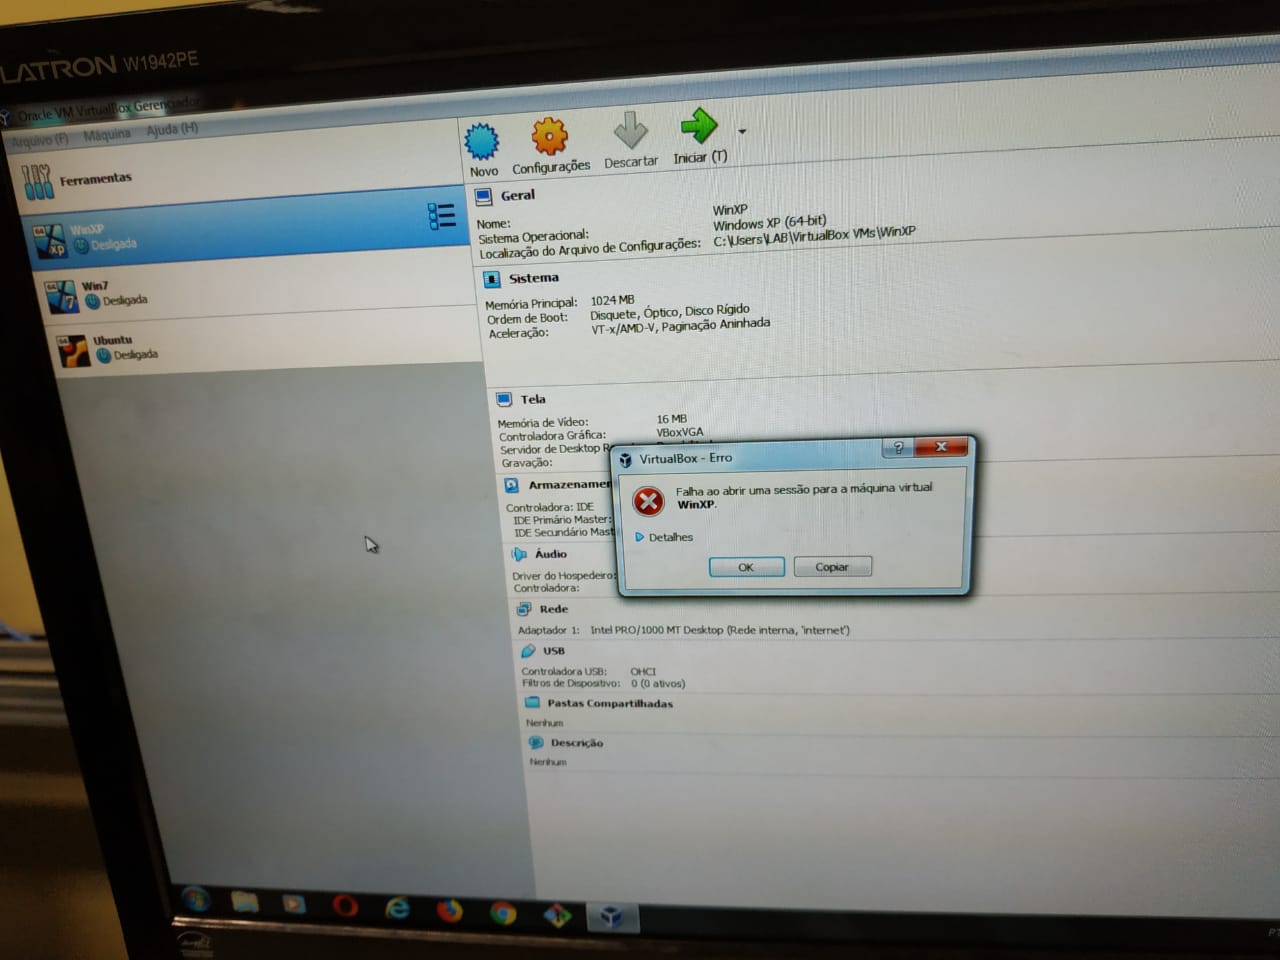 LATRON W1942PE
Oracle VM VirtualBox Gerenciador
Arquivo (F) Máquina Ajuda (H)
Ferramentas
WinXP
Desligada
Win7
Desligada
Ubuntu
Desligada
Novo Configurações Descartar Iniciar (T)
Geral
Nome: WinXP
Sistema Operacional: Windows XP (64-bit)
Localização do Arquivo de Configurações: C:\Users\LAB\VirtualBox VMs\WinXP
Sistema
Memória Principal: 1024 MB
Ordem de Boot: Disquete, Óptico, Disco Rígido
Aceleração: VT-x/AMD-V, Paginação Aninhada
Tela
Memória de Vídeo: 16 MB
Controladora Gráfica: VBoxVGA
Servidor de Desktop
Gravação:
Armazenamen
Controladora: IDE
IDE Primário Master:
IDE Secundário Mast
Áudio
Driver do Hospedeiro:
Controladora:
Rede
Adaptador 1: Intel PRO/1000 MT Desktop (Rede interna, 'internet')
USB
Controladora USB: OHCI
Filtros de Dispositivo: 0 (0 ativos)
Pastas Compartilhadas
Nenhum
Descrição
Nenhum
VirtualBox - Erro
Falha ao abrir uma sessão para a máquina virtual
WinXP.
Detalhes
OK Copiar